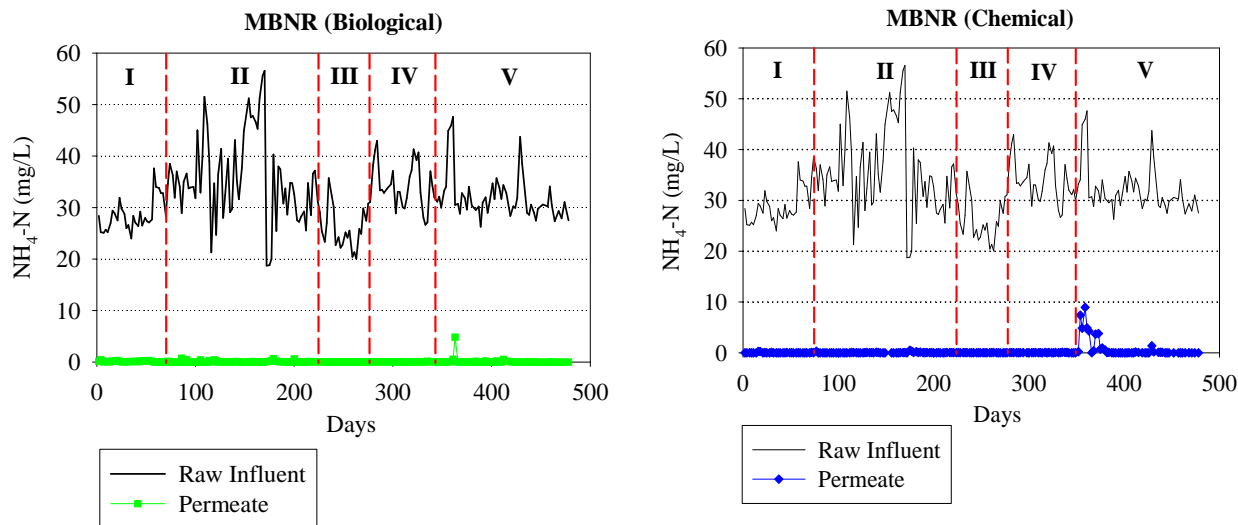 MBNR (Biological)
60
50
40
30
20
10
0
NH4-N (mg/L)
I
II
III
IV
V
0
100
200
300
400
500
Days
Raw Influent
Permeate
MBNR (Chemical)
60
50
40
30
20
10
0
NH4-N (mg/L)
I
II
III
IV
V
0
100
200
300
400
500
Days
Raw Influent
Permeate